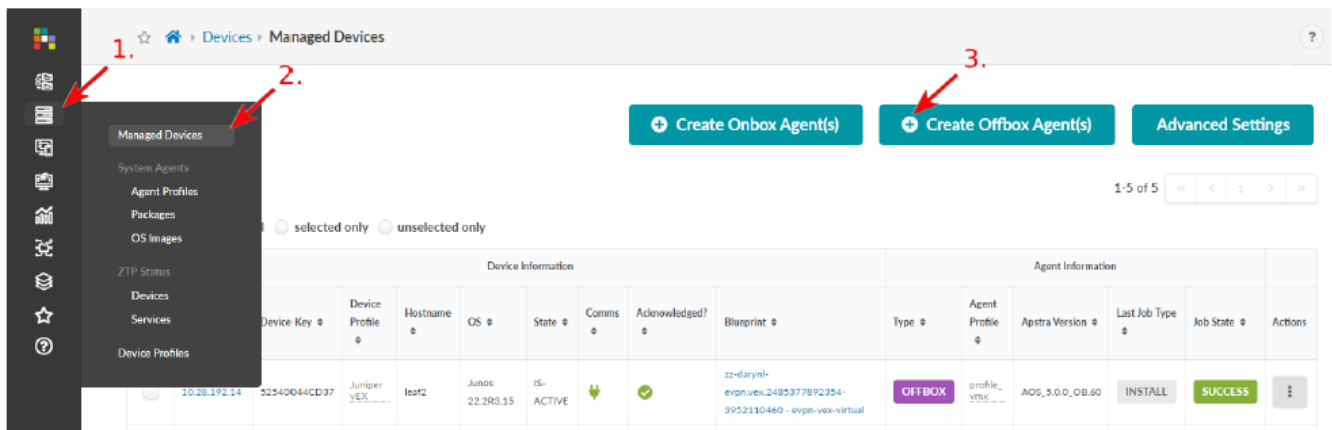 1.
2.
3.
Devices Managed Devices
?
Create Onbox Agent(s)
Create Offbox Agent(s)
Advanced Settings
Managed Devices
System Agents
Agent Profiles
Packages
OS Images
ZTP Status
Devices
Services
Device Profiles
1-5 of 5 « < 1 > »
selected only unselected only
Device Information
Agent Information
Device Key
Device
Profile
Hostname
OS
State
Comms
Acknowledged?
Blueprint
Type
Agent
Profile
Apstra Version
Last Job Type
Job State
Actions
10.28.192.14
52540044CD37
Juniper
vEX
leaf2
Junos
22.2R3.15
IS-
ACTIVE
zz-darynl-
evpn.vex.2485377892354-
3952110460 - evpn-vex-virtual
OFFBOX
profile_
vmx
AOS_5.0.0_OB.60
INSTALL
SUCCESS